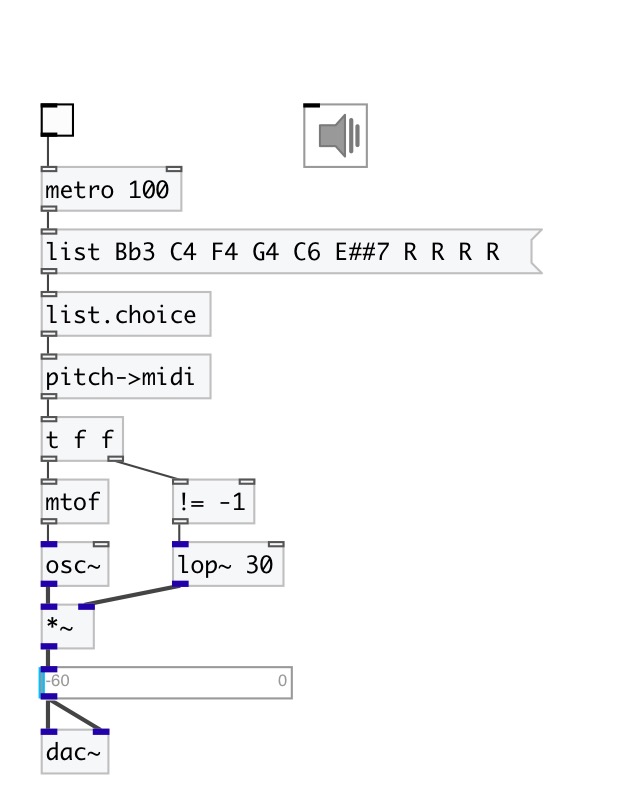 metro 100
list Bb3 C4 F4 G4 C6 E##7 R R R R
list.choice
pitch->midi
t f f
mtof
!= -1
osc~
lop~ 30
*~
-60
0
dac~